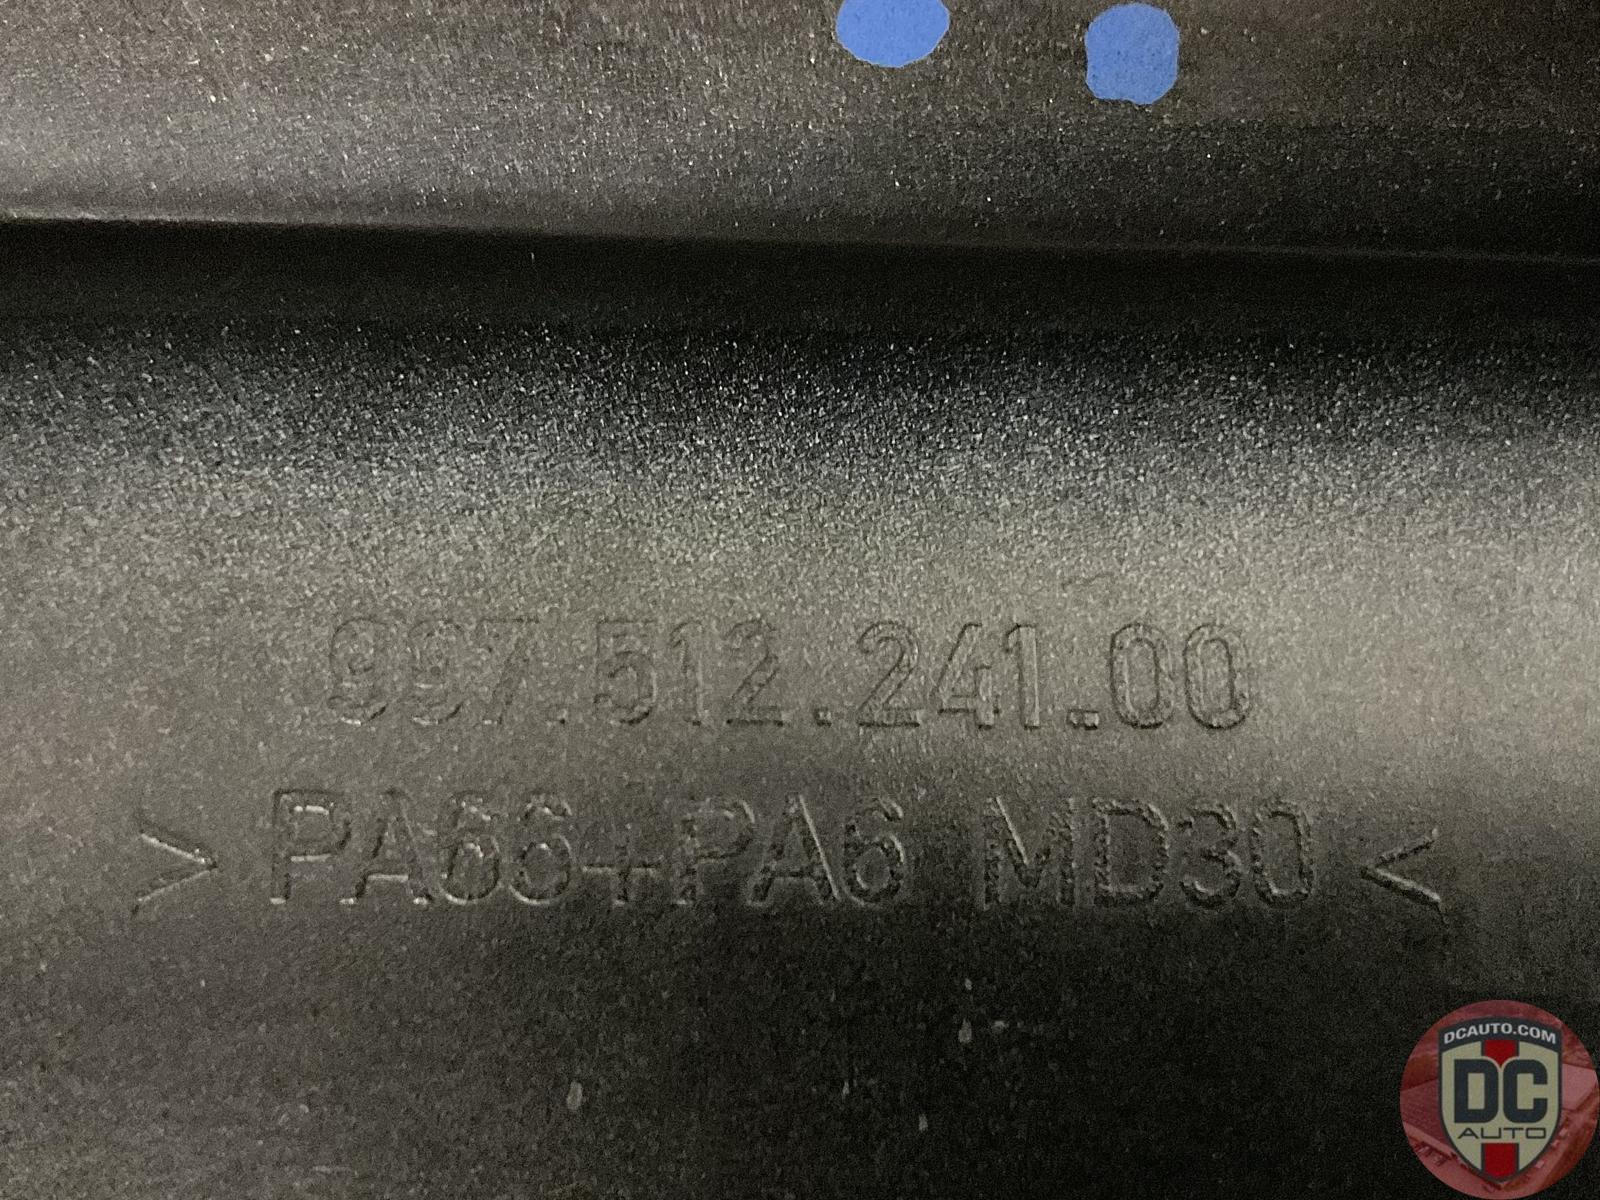 997.512.241.00
>PA66+PA6 MD30<
DCAUTO.COM
DC
AUTO